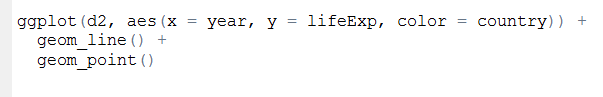 ggplot(d2, aes(x = year, y = lifeExp, color = country)) +
  geom_line() +
  geom_point()